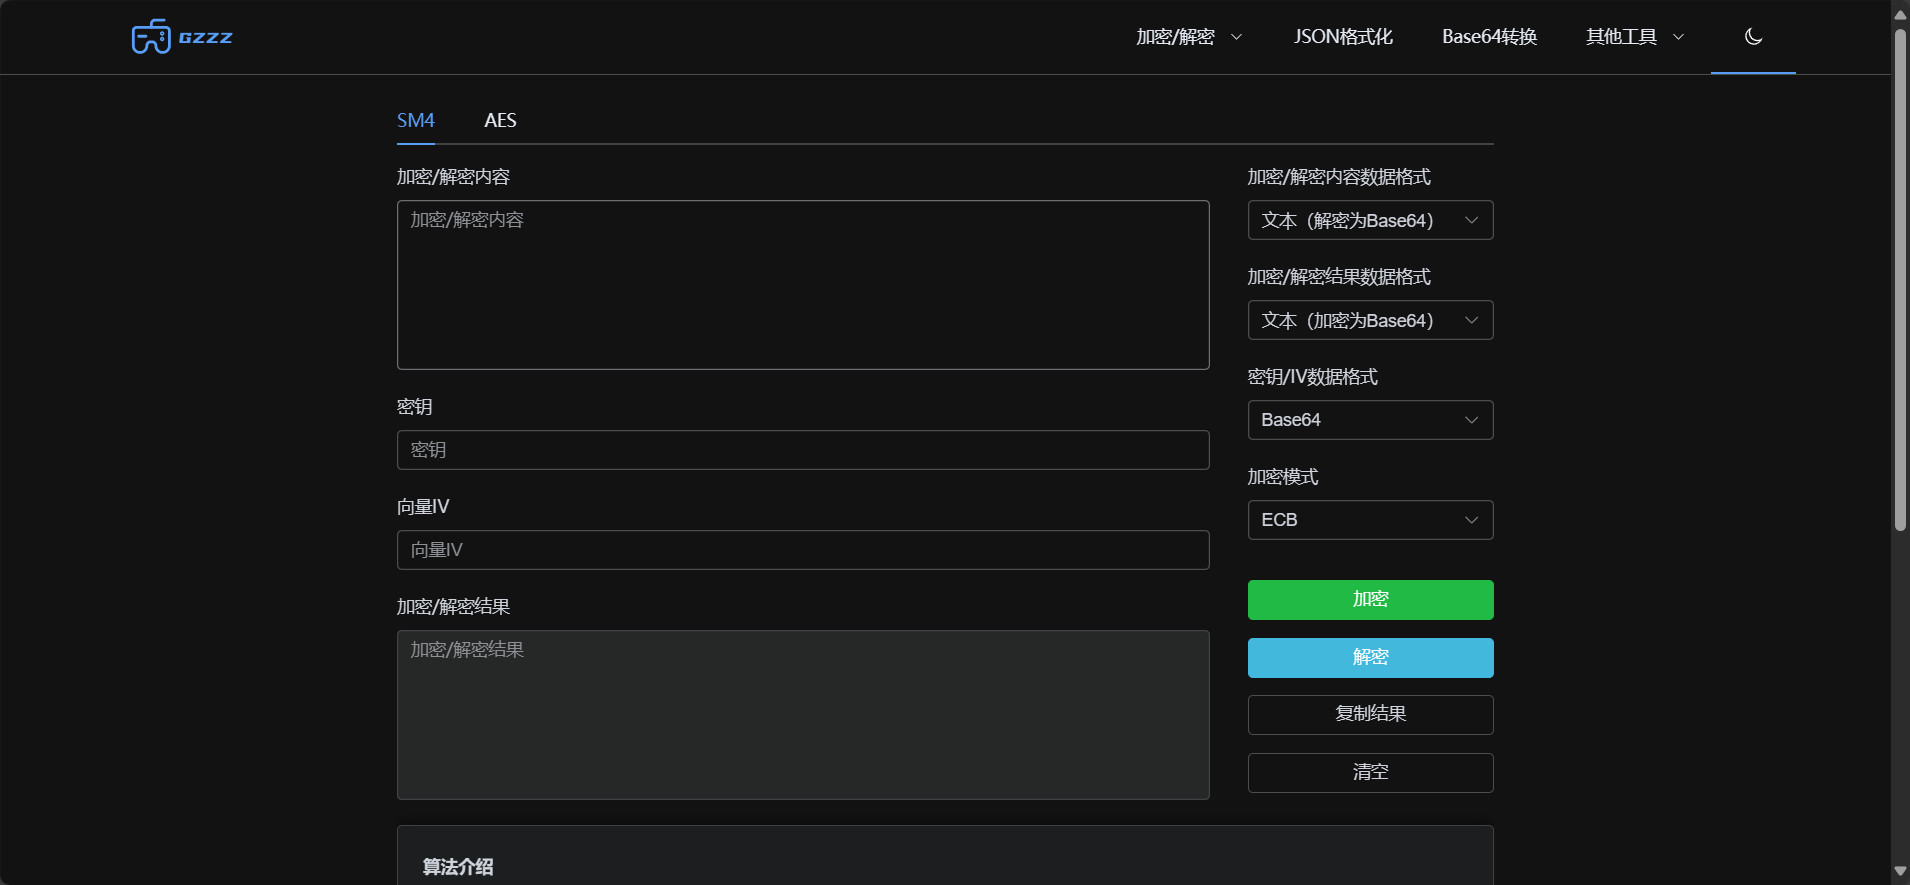 GZZZ
加密/解密
JSON格式化
Base64转换
其他工具
SM4
AES
加密/解密内容
加密/解密内容
密钥
密钥
向量IV
向量IV
加密/解密结果
加密/解密结果
加密/解密内容数据格式
文本（解密为Base64）
加密/解密结果数据格式
文本（加密为Base64）
密钥/IV数据格式
Base64
加密模式
ECB
加密
解密
复制结果
清空
算法介绍